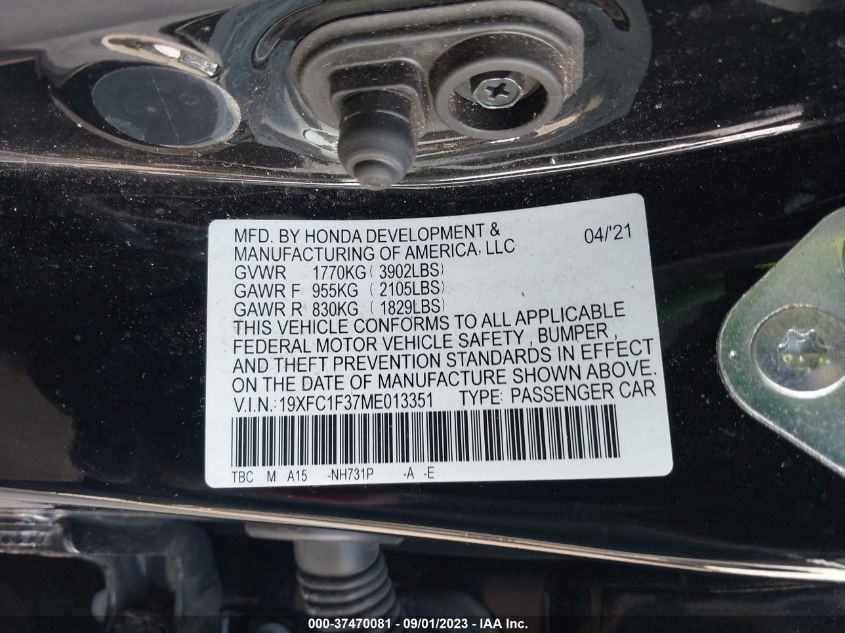 MFD. BY HONDA DEVELOPMENT &
MANUFACTURING OF AMERICA, LLC 04/'21
GVWR 1770KG ( 3902LBS)
GAWR F 955KG ( 2105LBS)
GAWR R 830KG ( 1829LBS)
THIS VEHICLE CONFORMS TO ALL APPLICABLE
FEDERAL MOTOR VEHICLE SAFETY , BUMPER ,
AND THEFT PREVENTION STANDARDS IN EFFECT
ON THE DATE OF MANUFACTURE SHOWN ABOVE.
V.I.N.: 19XFC1F37ME013351 TYPE: PASSENGER CAR
TBC M A15 -NH731P -A -E
000-37470081 - 09/01/2023 - IAA Inc.